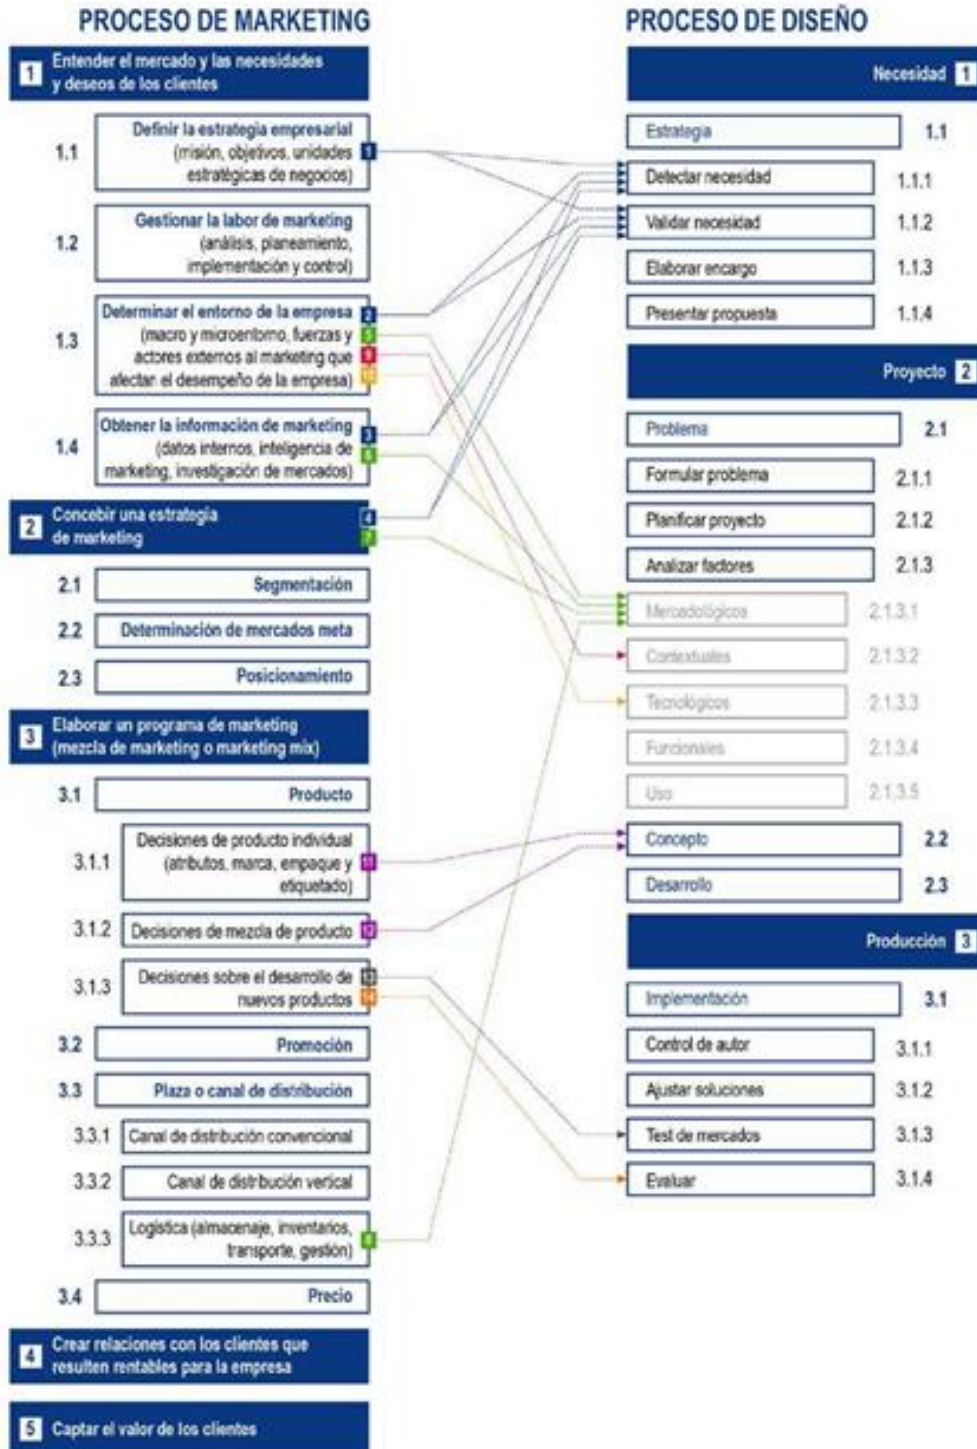 PROCESO DE MARKETING
1 Entender el mercado y las necesidades
y deseos de los clientes
1.1 Definir la estrategia empresarial
(misión, objetivos, unidades
estratégicas de negocios)
1
1.2 Gestionar la labor de marketing
(análisis, planeamiento,
implementación y control)
1.3 Determinar el entorno de la empresa
(macro y microentorno, fuerzas y
actores externos al marketing que
afectan el desempeño de la empresa)
2
5
9
10
1.4 Obtener la información de marketing
(datos internos, inteligencia de
marketing, investigación de mercados)
3
6
2 Concebir una estrategia
de marketing
4
7
2.1 Segmentación
2.2 Determinación de mercados meta
2.3 Posicionamiento
3 Elaborar un programa de marketing
(mezcla de marketing o marketing mix)
3.1 Producto
3.1.1 Decisiones de producto individual
(atributos, marca, empaque y
etiquetado)
11
3.1.2 Decisiones de mezcla de producto
12
3.1.3 Decisiones sobre el desarrollo de
nuevos productos
13
14
3.2 Promoción
3.3 Plaza o canal de distribución
3.3.1 Canal de distribución convencional
3.3.2 Canal de distribución vertical
3.3.3 Logística (almacenaje, inventarios,
transporte, gestión)
8
3.4 Precio
4 Crear relaciones con los clientes que
resulten rentables para la empresa
5 Captar el valor de los clientes
PROCESO DE DISEÑO
Necesidad 1
Estrategia 1.1
Detectar necesidad 1.1.1
Validar necesidad 1.1.2
Elaborar encargo 1.1.3
Presentar propuesta 1.1.4
Proyecto 2
Problema 2.1
Formular problema 2.1.1
Planificar proyecto 2.1.2
Analizar factores 2.1.3
Mercadológicos 2.1.3.1
Contextuales 2.1.3.2
Tecnológicos 2.1.3.3
Funcionales 2.1.3.4
Uso 2.1.3.5
Concepto 2.2
Desarrollo 2.3
Producción 3
Implementación 3.1
Control de autor 3.1.1
Ajustar soluciones 3.1.2
Test de mercados 3.1.3
Evaluar 3.1.4